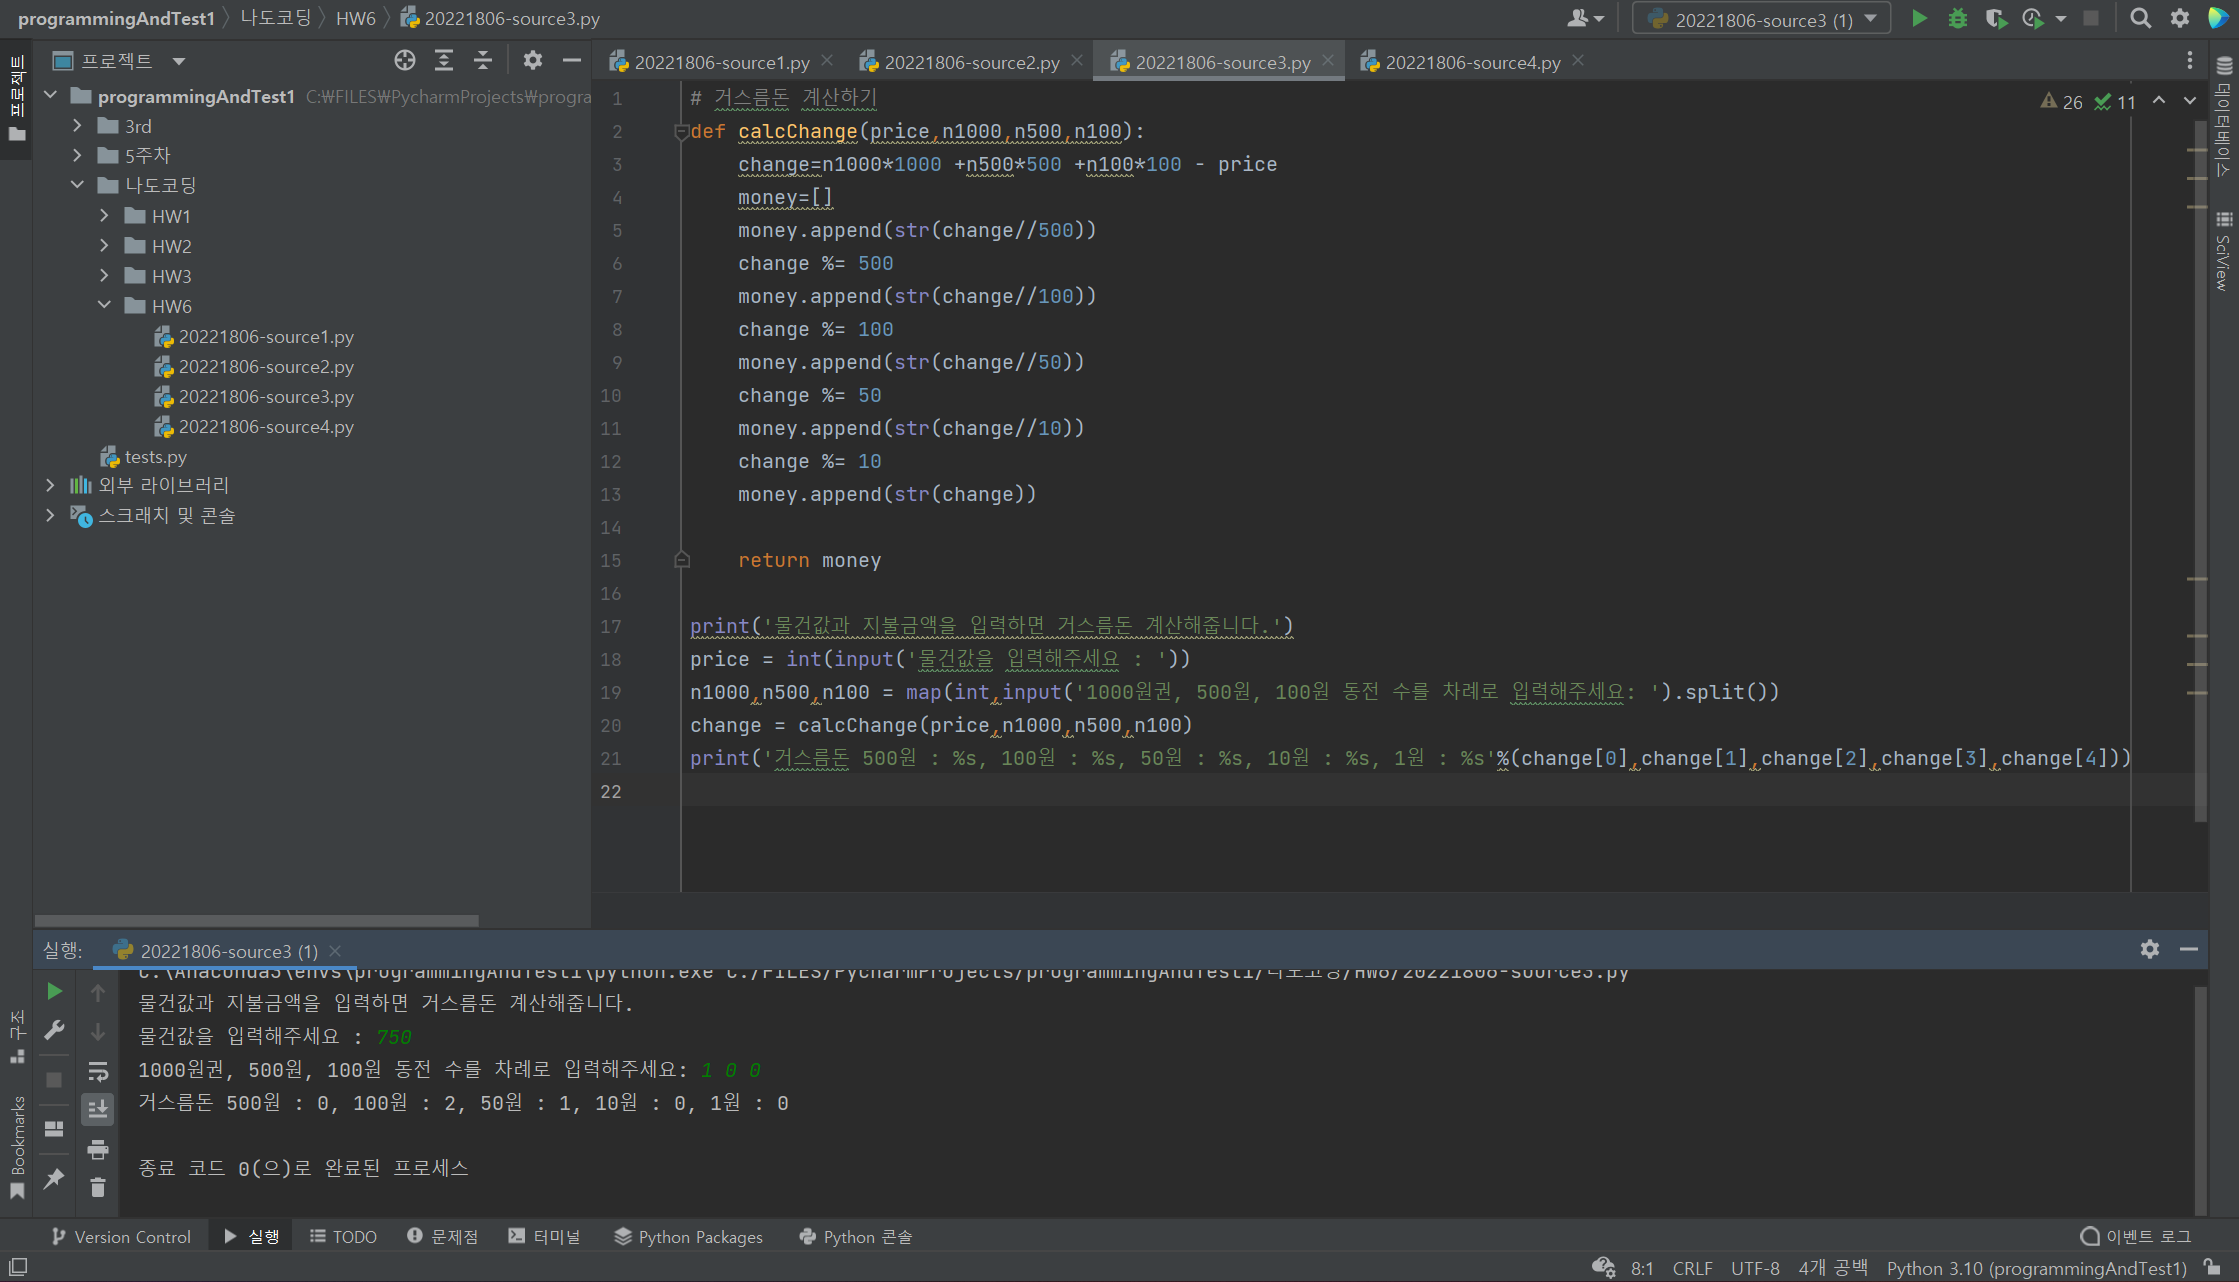 programmingAndTest1 나도코딩 HW6 20221806-source3.py
20221806-source3 (1)
프로젝트
20221806-source1.py 20221806-source2.py 20221806-source3.py 20221806-source4.py
프로젝트
programmingAndTest1 C:₩FILES₩PycharmProjects₩progra
3rd
5주차
나도코딩
HW1
HW2
HW3
HW6
20221806-source1.py
20221806-source2.py
20221806-source3.py
20221806-source4.py
tests.py
외부 라이브러리
스크래치 및 콘솔
26 11
1 # 거스름돈 계산하기
2 def calcChange(price,n1000,n500,n100):
3 change=n1000*1000 +n500*500 +n100*100 - price
4 money=[]
5 money.append(str(change//500))
6 change %= 500
7 money.append(str(change//100))
8 change %= 100
9 money.append(str(change//50))
10 change %= 50
11 money.append(str(change//10))
12 change %= 10
13 money.append(str(change))
14
15 return money
16
17 print('물건값과 지불금액을 입력하면 거스름돈 계산해줍니다.')
18 price = int(input('물건값을 입력해주세요 : '))
19 n1000,n500,n100 = map(int,input('1000원권, 500원, 100원 동전 수를 차례로 입력해주세요: ').split())
20 change = calcChange(price,n1000,n500,n100)
21 print('거스름돈 500원 : %s, 100원 : %s, 50원 : %s, 10원 : %s, 1원 : %s'%(change[0],change[1],change[2],change[3],change[4]))
22
데이터베이스
SciView
실행: 20221806-source3 (1)
C:\Anaconda3\envs\programmingAndTest1\python.exe C:/FILES/PycharmProjects/programmingAndTest1/나도코딩/HW6/20221806-source3.py
물건값과 지불금액을 입력하면 거스름돈 계산해줍니다.
물건값을 입력해주세요 : 750
1000원권, 500원, 100원 동전 수를 차례로 입력해주세요: 1 0 0
거스름돈 500원 : 0, 100원 : 2, 50원 : 1, 10원 : 0, 1원 : 0
종료 코드 0(으)로 완료된 프로세스
구조
Bookmarks
Version Control 실행 TODO 문제점 터미널 Python Packages Python 콘솔 이벤트 로그
8:1 CRLF UTF-8 4개 공백 Python 3.10 (programmingAndTest1)